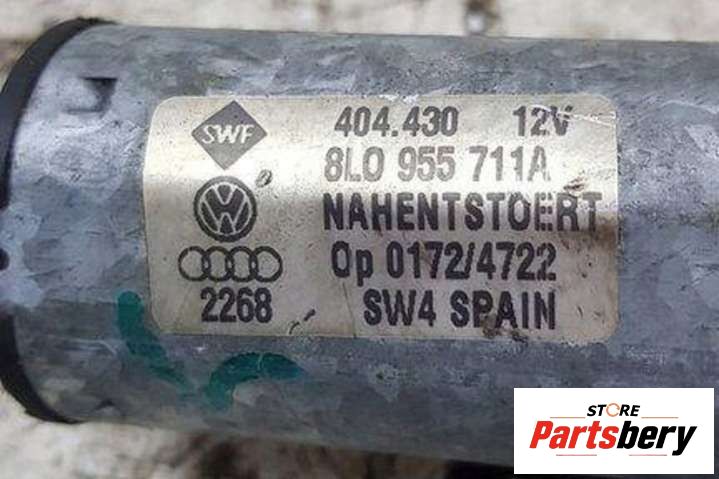 SWF 404.430 12V
8L0 955 711A
NAHENTSTOERT
Op 0172/4722
2268 SW4 SPAIN
STORE
Partsbery